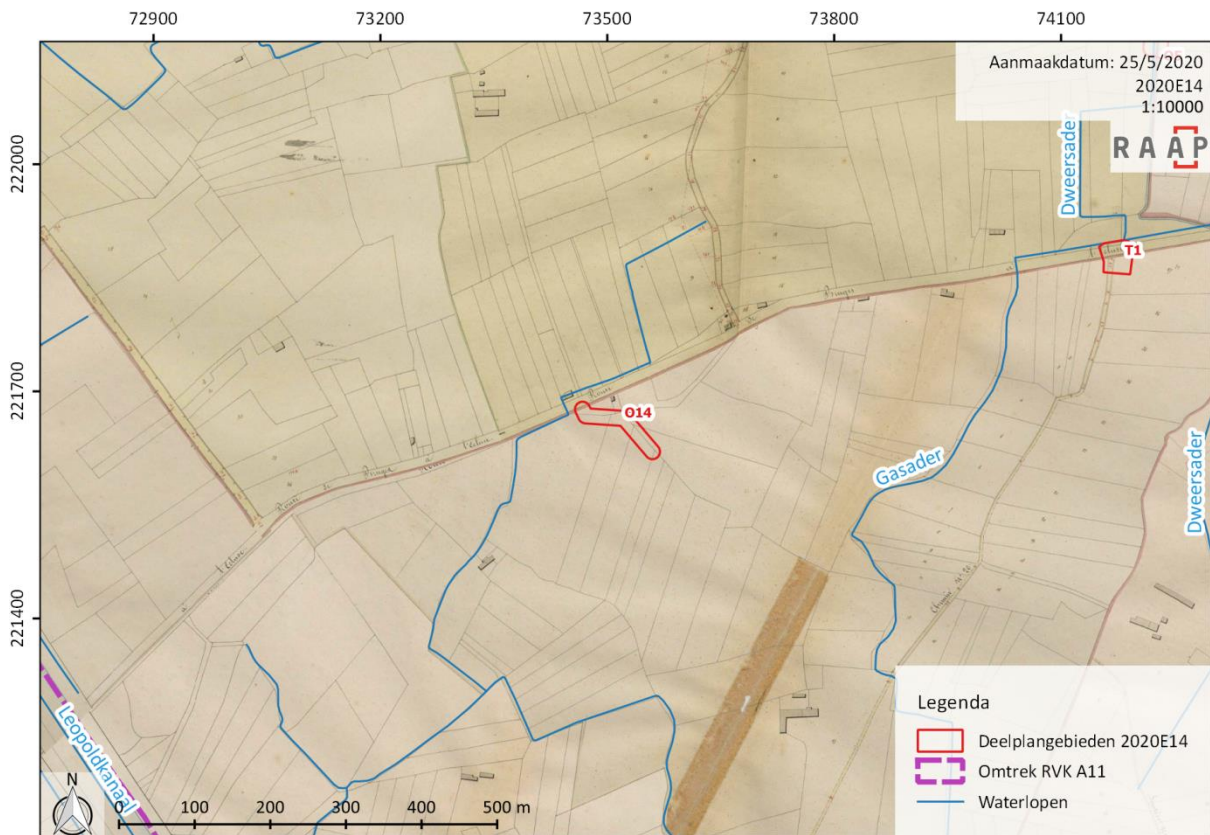 72900 73200 73500 73800 74100
Aanmaakdatum: 25/5/2020
2020E14
1:10000
RAAP
222000
221700
221400
Dweersader
T1
O14
Gasader
Dweersader
Leopoldkanaal
N
0 100 200 300 400 500 m
Legenda
Deelplangebieden 2020E14
Omtrek RVK A11
Waterlopen